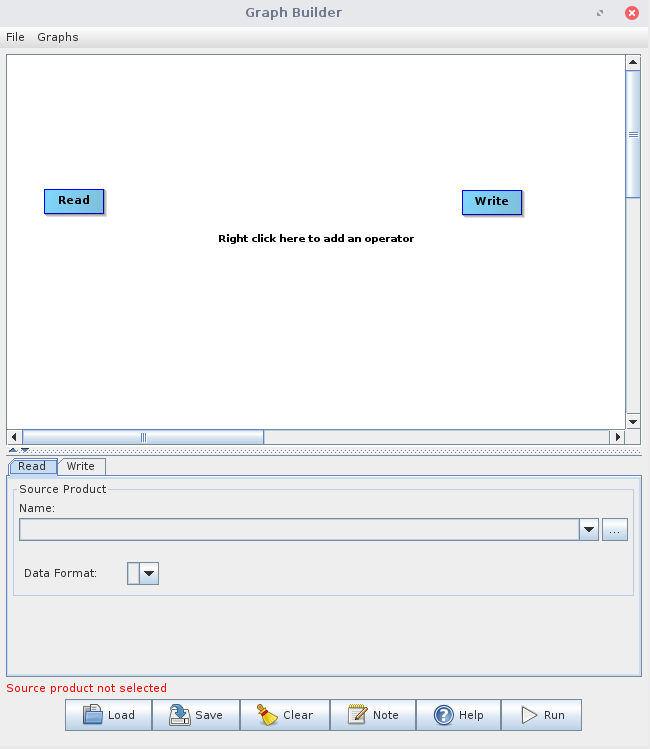 Graph Builder
File Graphs
Read
Write
Right click here to add an operator
Read Write
Source Product
Name:
...
Data Format:
Source product not selected
Load Save Clear Note Help Run